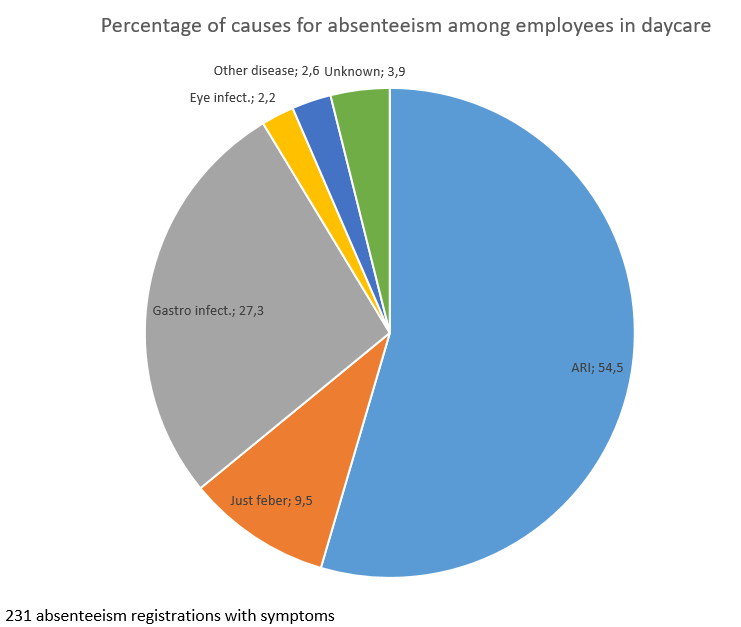 Percentage of causes for absenteeism among employees in daycare
Other disease; 2,6 Unknown; 3,9
Eye infect.; 2,2
Gastro infect.; 27,3
ARI; 54,5
Just feber; 9,5
231 absenteeism registrations with symptoms